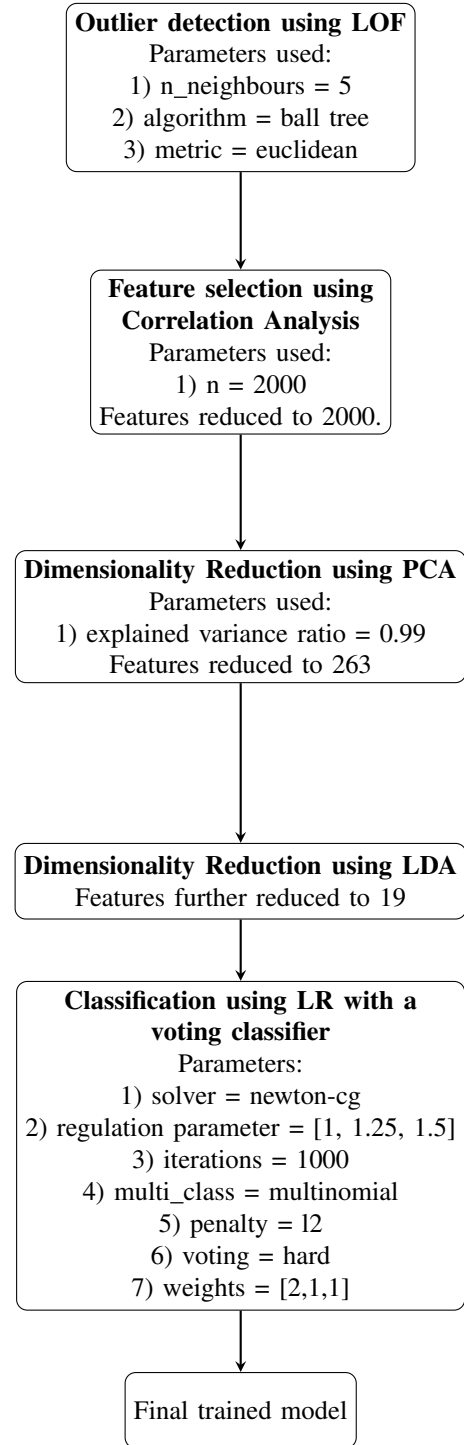 Outlier detection using LOF
Parameters used:
1) n_neighbours = 5
2) algorithm = ball tree
3) metric = euclidean
Feature selection using
Correlation Analysis
Parameters used:
1) n = 2000
Features reduced to 2000.
Dimensionality Reduction using PCA
Parameters used:
1) explained variance ratio = 0.99
Features reduced to 263
Dimensionality Reduction using LDA
Features further reduced to 19
Classification using LR with a
voting classifier
Parameters:
1) solver = newton-cg
2) regulation parameter = [1, 1.25, 1.5]
3) iterations = 1000
4) multi_class = multinomial
5) penalty = l2
6) voting = hard
7) weights = [2,1,1]
Final trained model